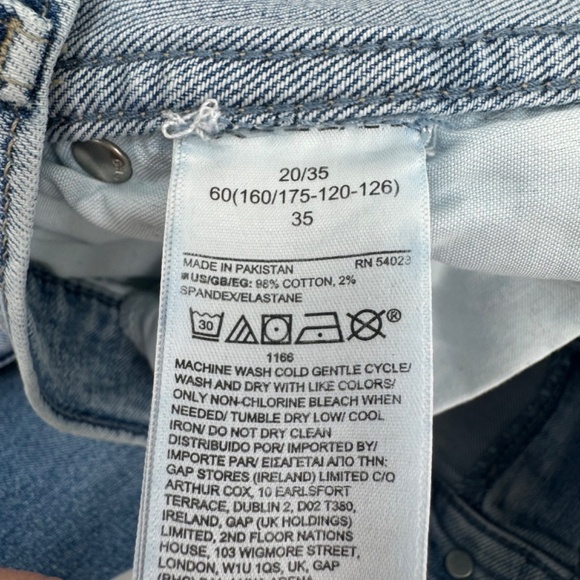 20/35
60(160/175-120-126)
35
MADE IN PAKISTAN RN 54023
US/GB/EG: 98% COTTON, 2%
SPANDEX/ELASTANE
30 ®
1166
MACHINE WASH COLD GENTLE CYCLE/
WASH AND DRY WITH LIKE COLORS/
ONLY NON-CHLORINE BLEACH WHEN
NEEDED/ TUMBLE DRY LOW/ COOL
IRON/ DO NOT DRY CLEAN
DISTRIBUIDO POR/ IMPORTED BY/
IMPORTE PAR/ ΕΙΣΑΓΕΤΑΙ ΑΠΟ ΤΗΝ:
GAP STORES (IRELAND) LIMITED C/O
ARTHUR COX, 10 EARLSFORT
TERRACE, DUBLIN 2, D02 T380,
IRELAND, GAP (UK HOLDINGS)
LIMITED, 2ND FLOOR NATIONS
HOUSE, 103 WIGMORE STREET,
LONDON, W1U 1QS, UK, GAP